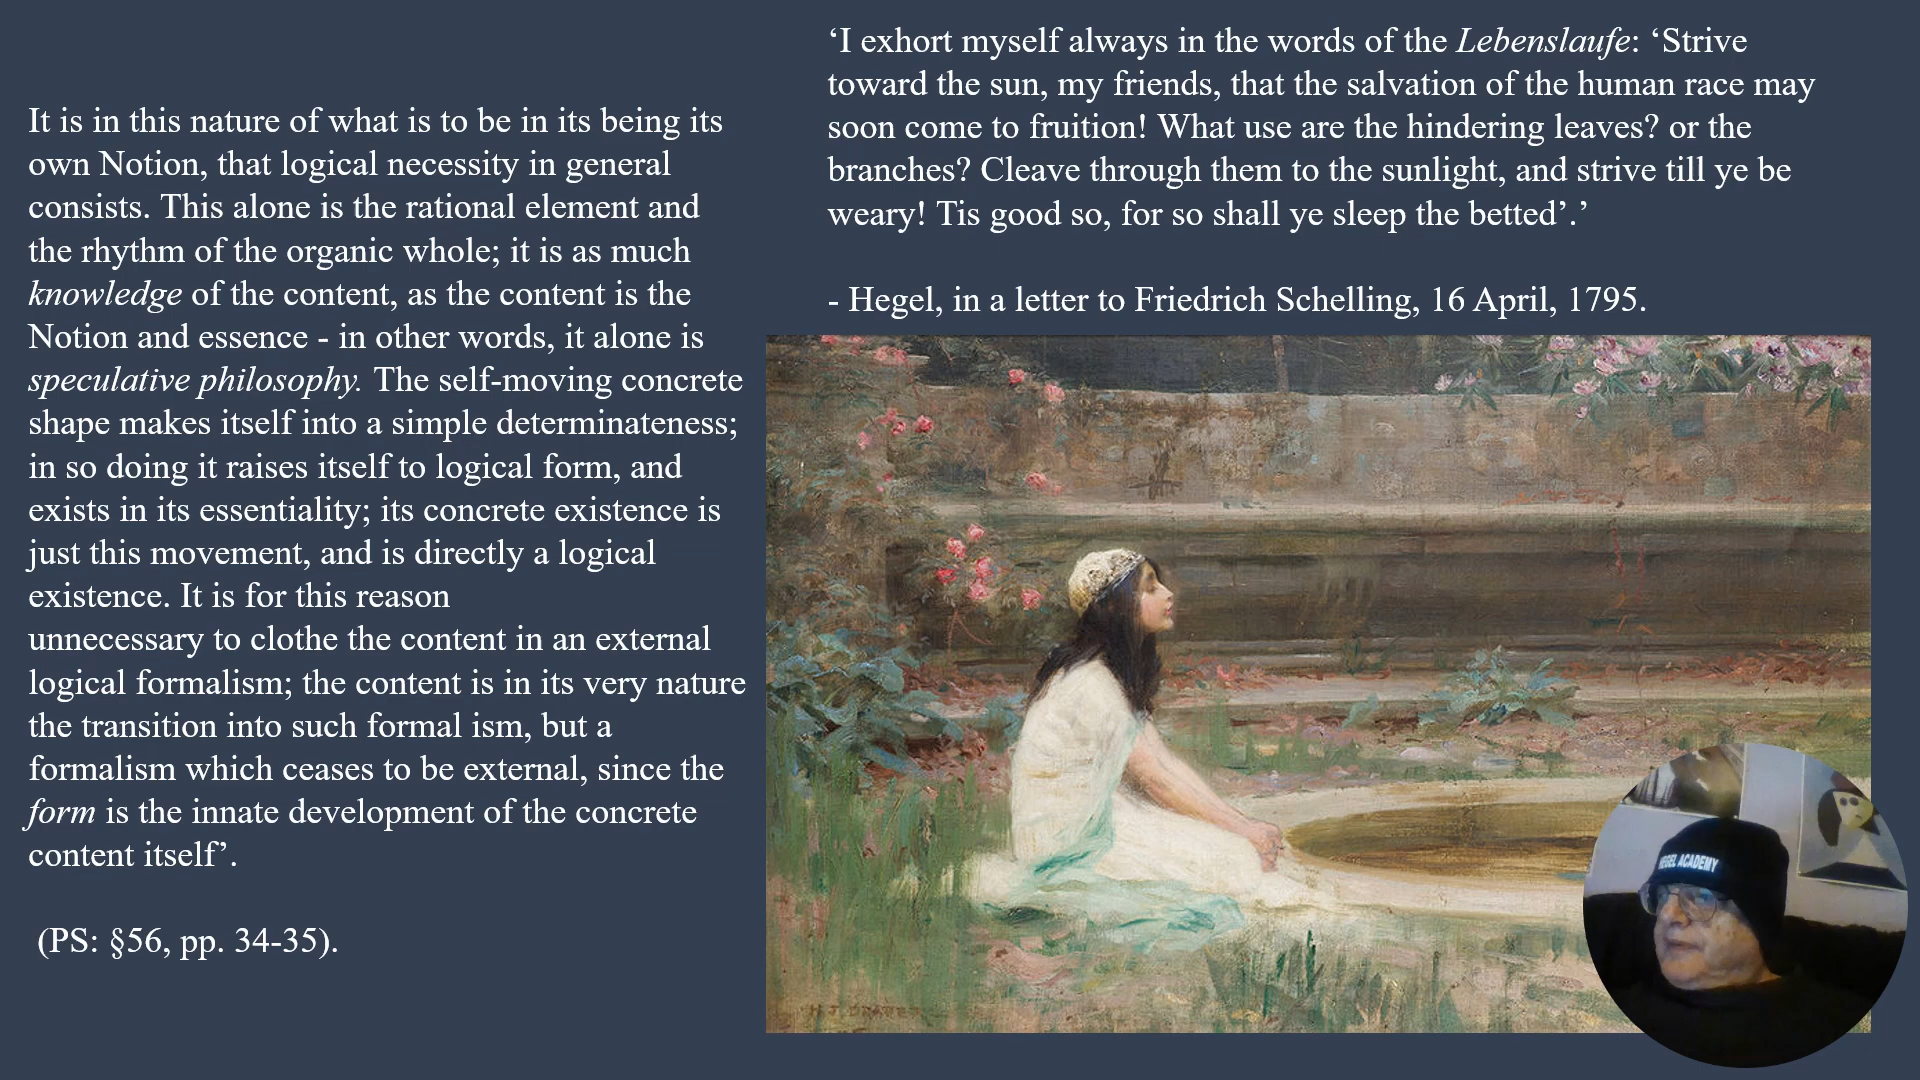 It is in this nature of what is to be in its being its
own Notion, that logical necessity in general
consists. This alone is the rational element and
the rhythm of the organic whole; it is as much
knowledge of the content, as the content is the
Notion and essence - in other words, it alone is
speculative philosophy. The self-moving concrete
shape makes itself into a simple determinateness;
in so doing it raises itself to logical form, and
exists in its essentiality; its concrete existence is
just this movement, and is directly a logical
existence. It is for this reason
unnecessary to clothe the content in an external
logical formalism; the content is in its very nature
the transition into such formal ism, but a
formalism which ceases to be external, since the
form is the innate development of the concrete
content itself’.
(PS: §56, pp. 34-35).
‘I exhort myself always in the words of the Lebenslaufe: ‘Strive
toward the sun, my friends, that the salvation of the human race may
soon come to fruition! What use are the hindering leaves? or the
branches? Cleave through them to the sunlight, and strive till ye be
weary! Tis good so, for so shall ye sleep the betted’.’
- Hegel, in a letter to Friedrich Schelling, 16 April, 1795.
H J DRAPER
HEGEL ACADEMY